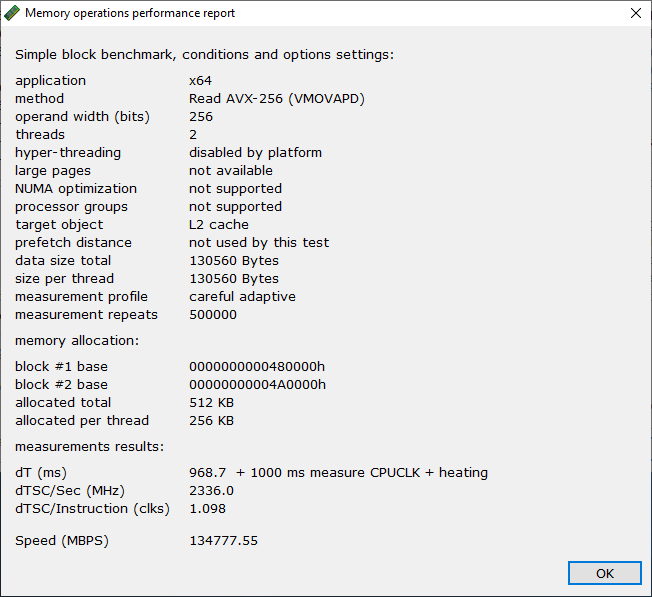 Memory operations performance report
Simple block benchmark, conditions and options settings:
application x64
method Read AVX-256 (VMOVAPD)
operand width (bits) 256
threads 2
hyper-threading disabled by platform
large pages not available
NUMA optimization not supported
processor groups not supported
target object L2 cache
prefetch distance not used by this test
data size total 130560 Bytes
size per thread 130560 Bytes
measurement profile careful adaptive
measurement repeats 500000
memory allocation:
block #1 base 0000000000480000h
block #2 base 00000000004A0000h
allocated total 512 KB
allocated per thread 256 KB
measurements results:
dT (ms) 968.7 + 1000 ms measure CPUCLK + heating
dTSC/Sec (MHz) 2336.0
dTSC/Instruction (clks) 1.098
Speed (MBPS) 134777.55
OK